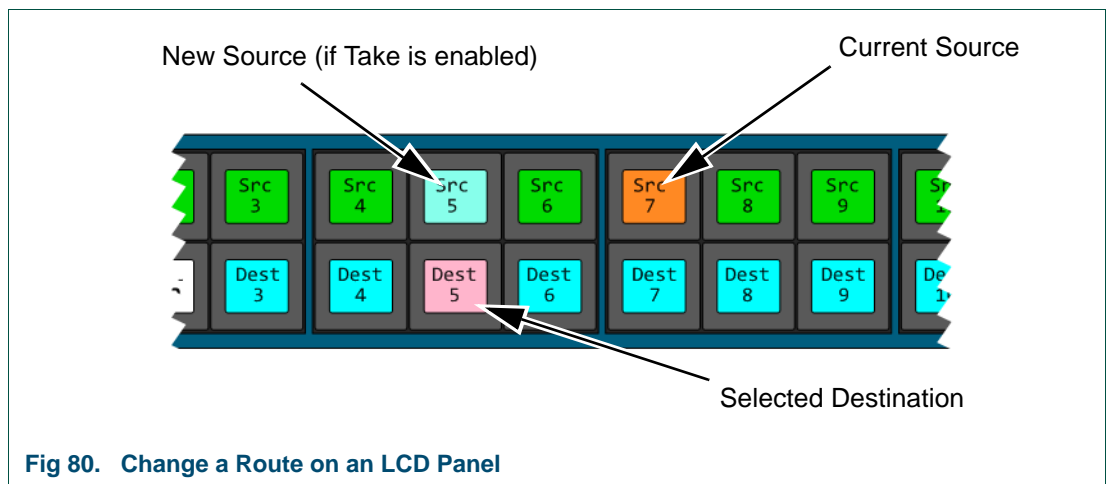 New Source (if Take is enabled)
Current Source
Src
3
Src
4
Src
5
Src
6
Src
7
Src
8
Src
9
Dest
3
Dest
4
Dest
5
Dest
6
Dest
7
Dest
8
Dest
9
Selected Destination
Fig 80. Change a Route on an LCD Panel